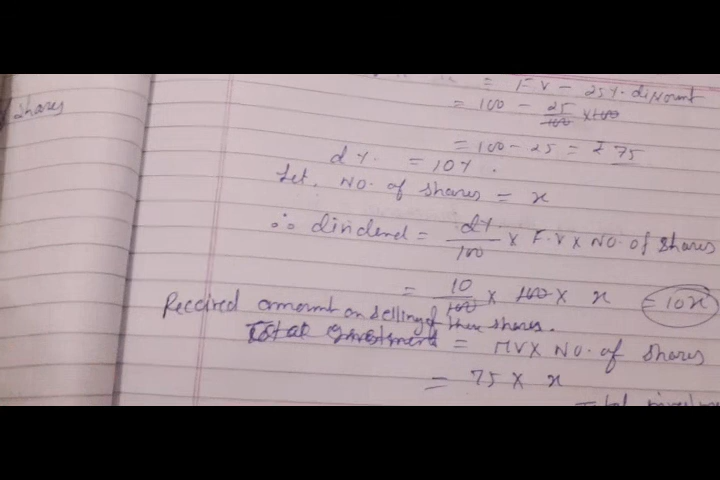 = F V - 25 %. discount
= 100 - 25/100 × 100
shares
= 100 - 25 = ₹ 75
d %. = 10 %.
Let. NO. of shares = x
∴ dividend = d%/100 × F.V × NO. of shares
= 10/100 × 100 × x = 10x
Received amount on selling of these shares.
Total investment = MV × NO. of shares
= 75 × x